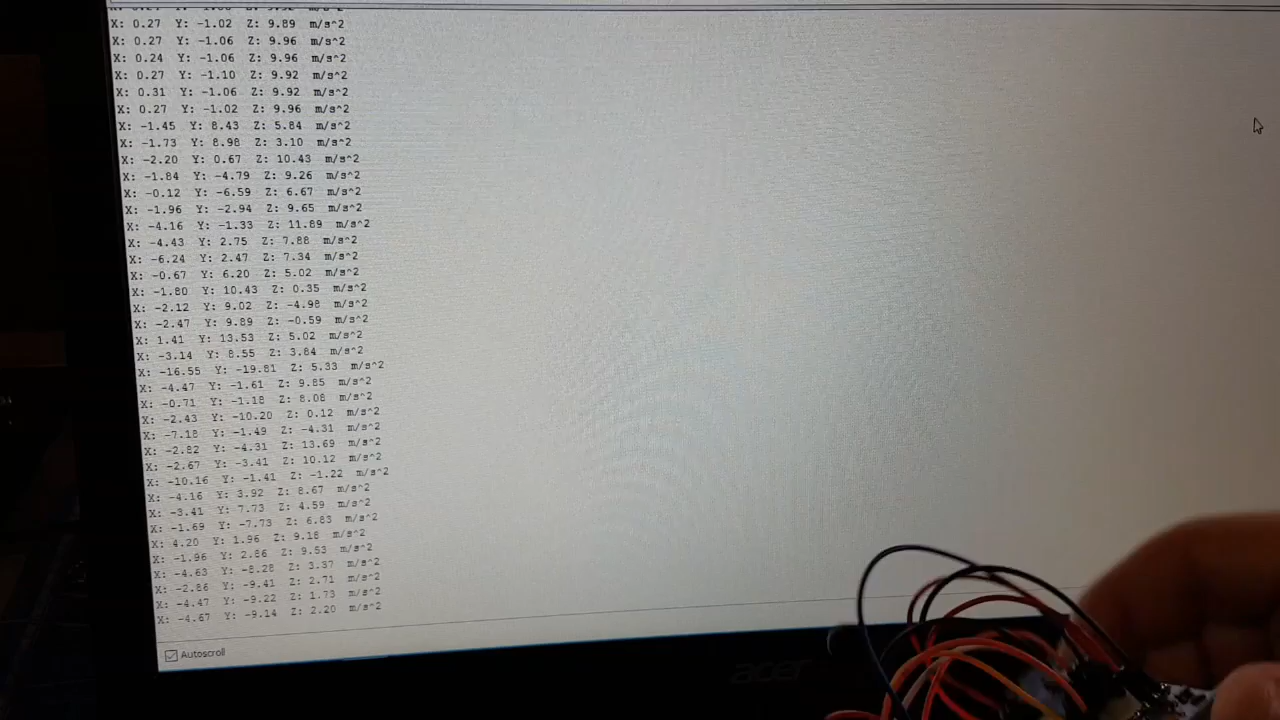 X: 0.27 Y: -1.02 Z: 9.89 m/s^2
X: 0.27 Y: -1.06 Z: 9.96 m/s^2
X: 0.24 Y: -1.06 Z: 9.96 m/s^2
X: 0.27 Y: -1.10 Z: 9.92 m/s^2
X: 0.31 Y: -1.06 Z: 9.92 m/s^2
X: 0.27 Y: -1.02 Z: 9.96 m/s^2
X: -1.45 Y: 8.43 Z: 5.84 m/s^2
X: -1.73 Y: 8.98 Z: 3.10 m/s^2
X: -2.20 Y: 0.67 Z: 10.43 m/s^2
X: -1.84 Y: -4.79 Z: 9.26 m/s^2
X: -0.12 Y: -6.59 Z: 6.67 m/s^2
X: -1.96 Y: -2.94 Z: 9.65 m/s^2
X: -4.16 Y: -1.33 Z: 11.89 m/s^2
X: -4.43 Y: 2.75 Z: 7.88 m/s^2
X: -6.24 Y: 2.47 Z: 7.34 m/s^2
X: -0.67 Y: 6.20 Z: 5.02 m/s^2
X: -1.80 Y: 10.43 Z: 0.35 m/s^2
X: -2.12 Y: 9.02 Z: -4.98 m/s^2
X: -2.47 Y: 9.89 Z: -0.59 m/s^2
X: 1.41 Y: 13.53 Z: 5.02 m/s^2
X: -3.14 Y: 8.55 Z: 3.84 m/s^2
X: -16.55 Y: -19.81 Z: 5.33 m/s^2
X: -4.47 Y: -1.61 Z: 9.85 m/s^2
X: -0.71 Y: -1.18 Z: 8.08 m/s^2
X: -2.43 Y: -10.20 Z: 0.12 m/s^2
X: -7.18 Y: -1.49 Z: -4.31 m/s^2
X: -2.82 Y: -4.31 Z: 13.69 m/s^2
X: -2.67 Y: -3.41 Z: 10.12 m/s^2
X: -10.16 Y: -1.41 Z: -1.22 m/s^2
X: -4.16 Y: 3.92 Z: 8.67 m/s^2
X: -3.41 Y: 7.73 Z: 4.59 m/s^2
X: -1.69 Y: -7.73 Z: 6.83 m/s^2
X: 4.20 Y: 1.96 Z: 9.18 m/s^2
X: -1.96 Y: 2.86 Z: 9.53 m/s^2
X: -4.63 Y: -8.28 Z: 3.37 m/s^2
X: -2.86 Y: -9.41 Z: 2.71 m/s^2
X: -4.47 Y: -9.22 Z: 1.73 m/s^2
X: -4.67 Y: -9.14 Z: 2.20 m/s^2
Autoscroll
acer